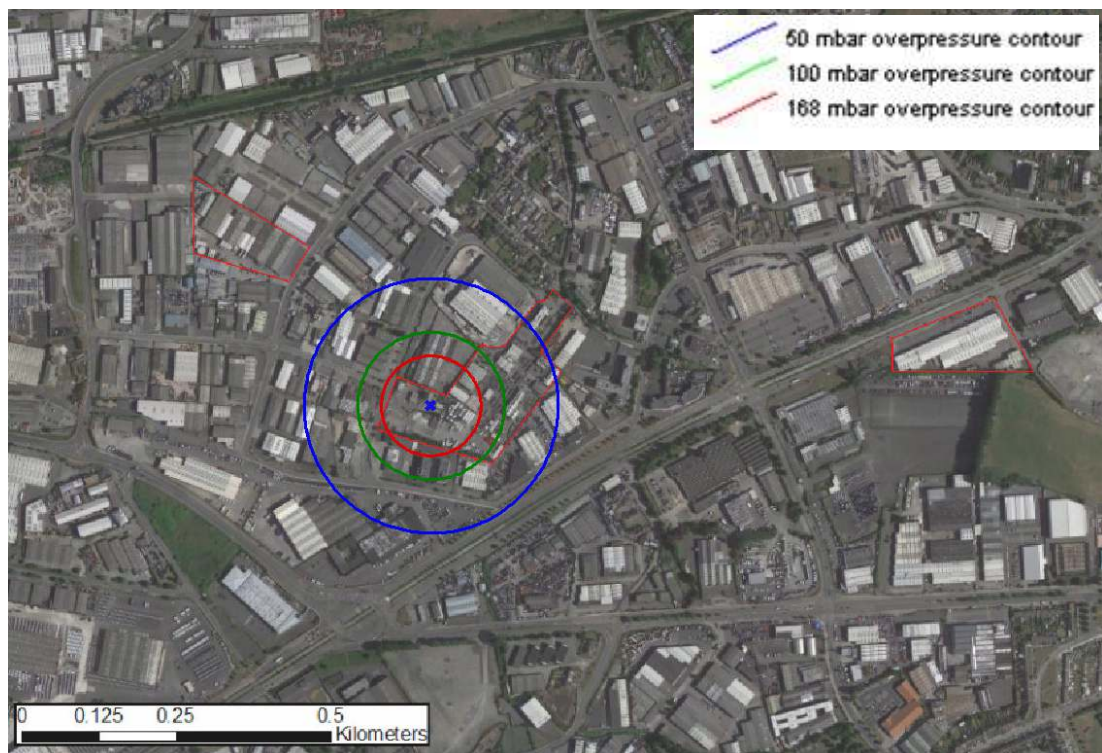 50 mbar overpressure contour
100 mbar overpressure contour
168 mbar overpressure contour
0 0.125 0.25 0.5
Kilometers